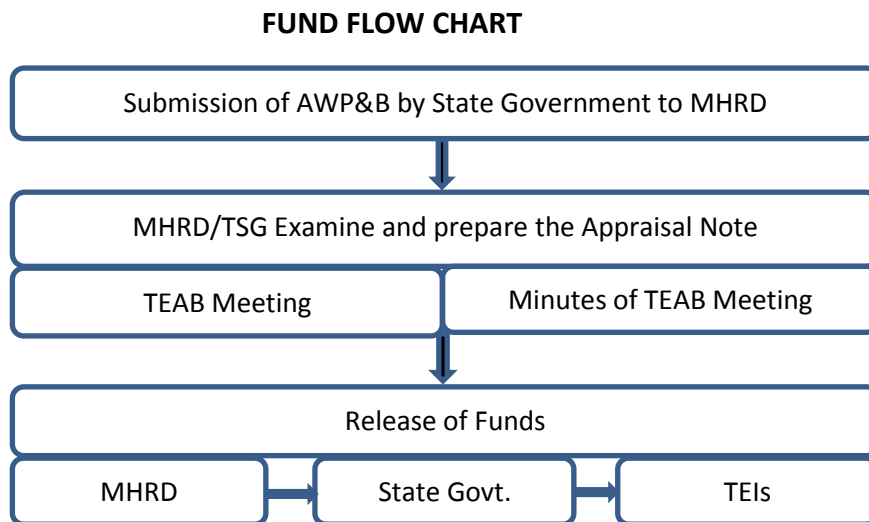 FUND FLOW CHART
Submission of AWP&B by State Government to MHRD
MHRD/TSG Examine and prepare the Appraisal Note
TEAB Meeting
Minutes of TEAB Meeting
Release of Funds
MHRD
State Govt.
TEIs